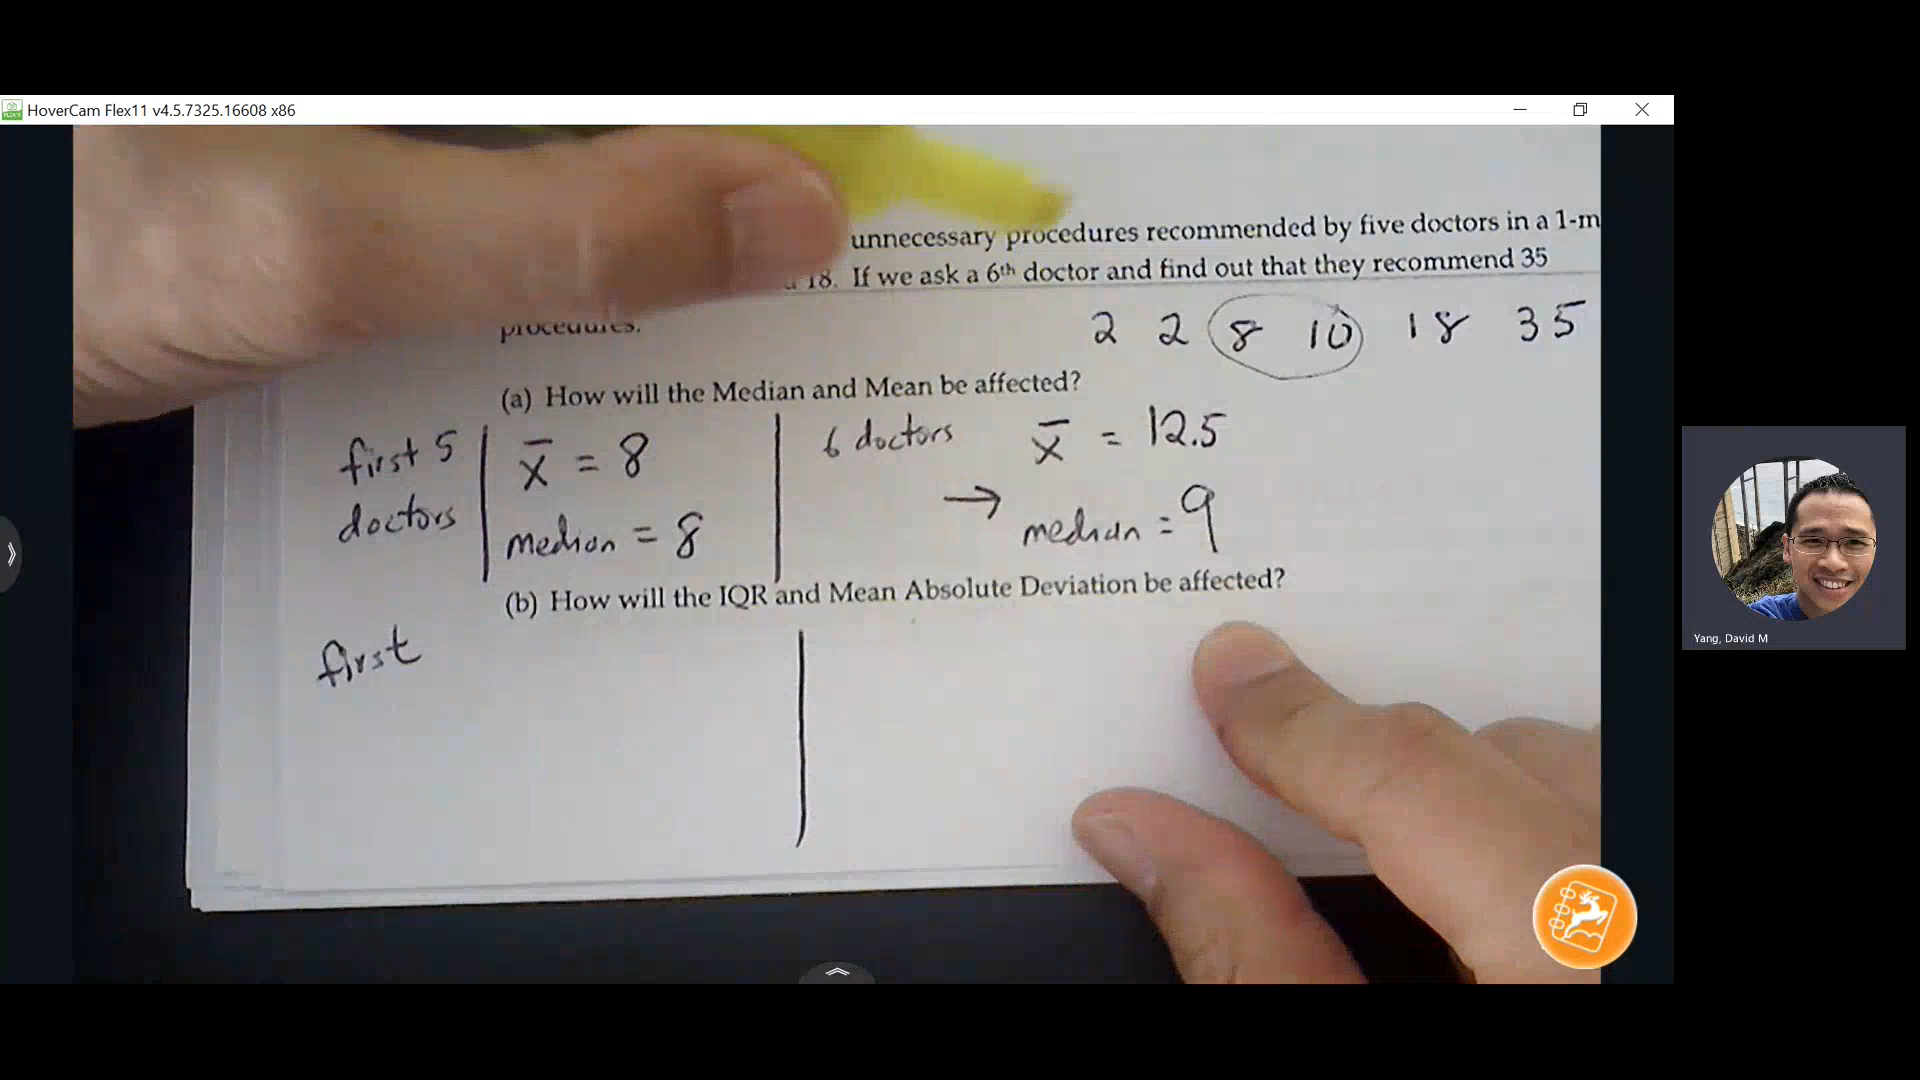 HoverCam Flex11 v4.5.7325.16608 x86
unnecessary procedures recommended by five doctors in a 1-m
18. If we ask a 6th doctor and find out that they recommend 35
procedures.
2 2 8 10 18 35
(a) How will the Median and Mean be affected?
first 5
doctors
x̄ = 8
median = 8
6 doctors x̄ = 12.5
→ median = 9
(b) How will the IQR and Mean Absolute Deviation be affected?
first
Yang, David M